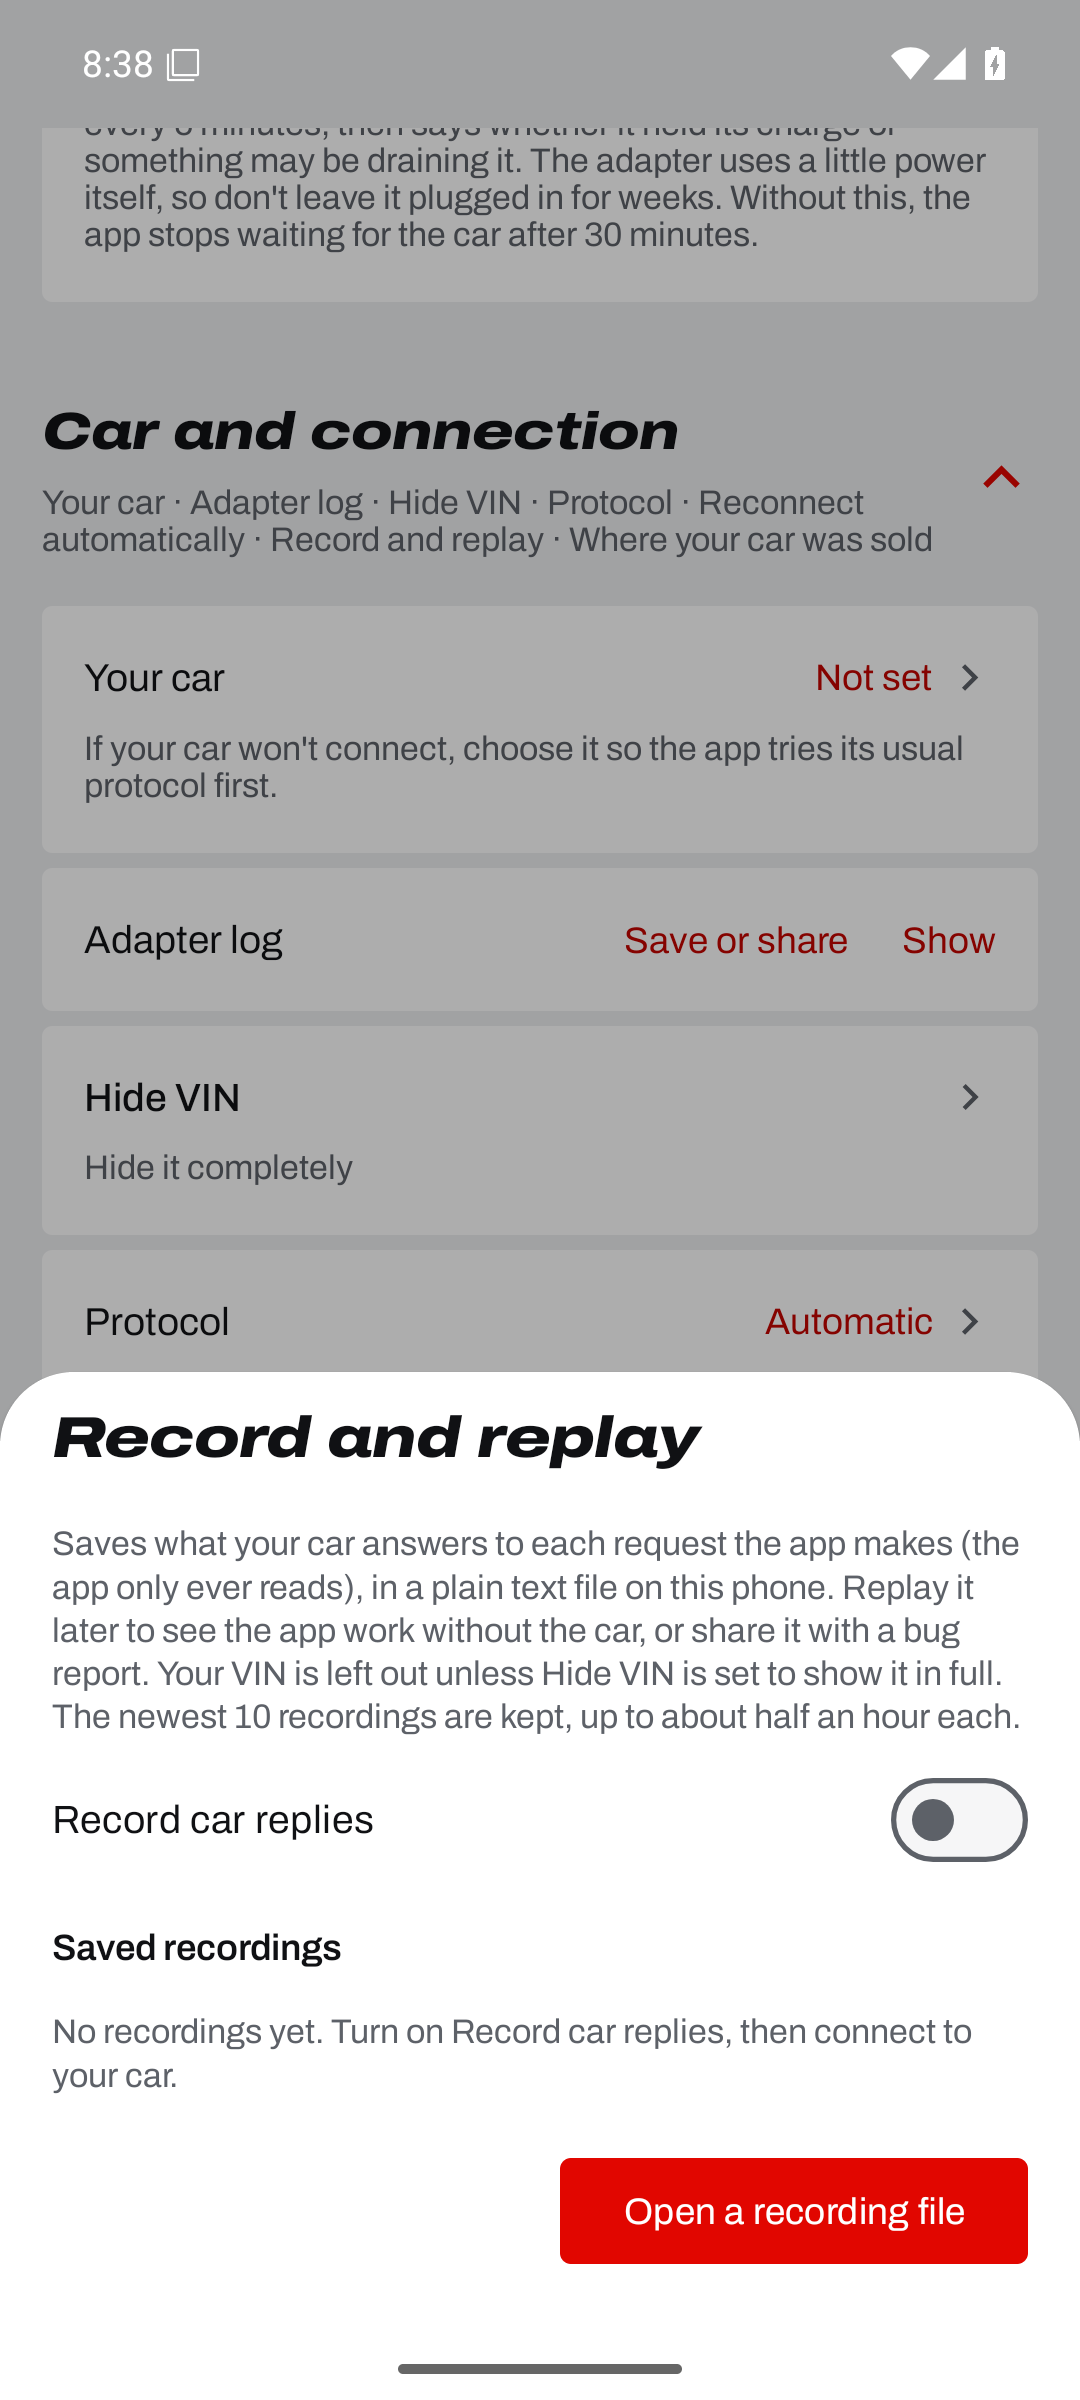 8:38
something may be draining it. The adapter uses a little power
itself, so don't leave it plugged in for weeks. Without this, the
app stops waiting for the car after 30 minutes.
Car and connection
Your car · Adapter log · Hide VIN · Protocol · Reconnect
automatically · Record and replay · Where your car was sold
Your car
Not set
If your car won't connect, choose it so the app tries its usual
protocol first.
Adapter log
Save or share
Show
Hide VIN
Hide it completely
Protocol
Automatic
Record and replay
Saves what your car answers to each request the app makes (the
app only ever reads), in a plain text file on this phone. Replay it
later to see the app work without the car, or share it with a bug
report. Your VIN is left out unless Hide VIN is set to show it in full.
The newest 10 recordings are kept, up to about half an hour each.
Record car replies
Saved recordings
No recordings yet. Turn on Record car replies, then connect to
your car.
Open a recording file